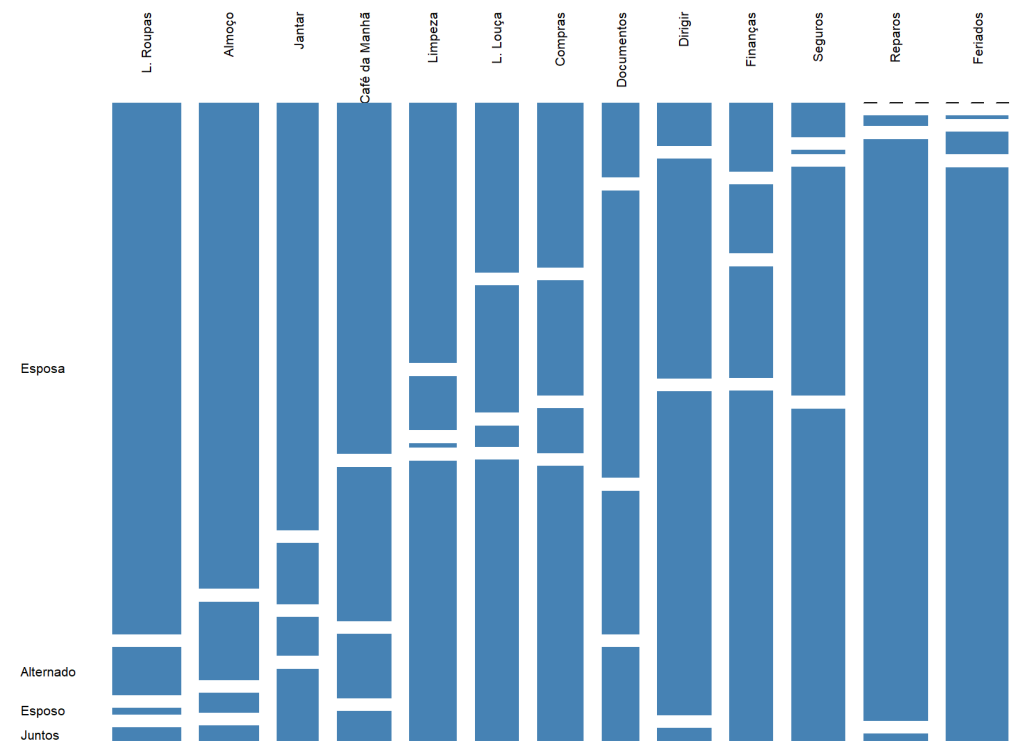 L. Roupas
Almoço
Jantar
Café da Manhã
Limpeza
L. Louça
Compras
Documentos
Dirigir
Finanças
Seguros
Reparos
Feriados
Esposa
Alternado
Esposo
Juntos